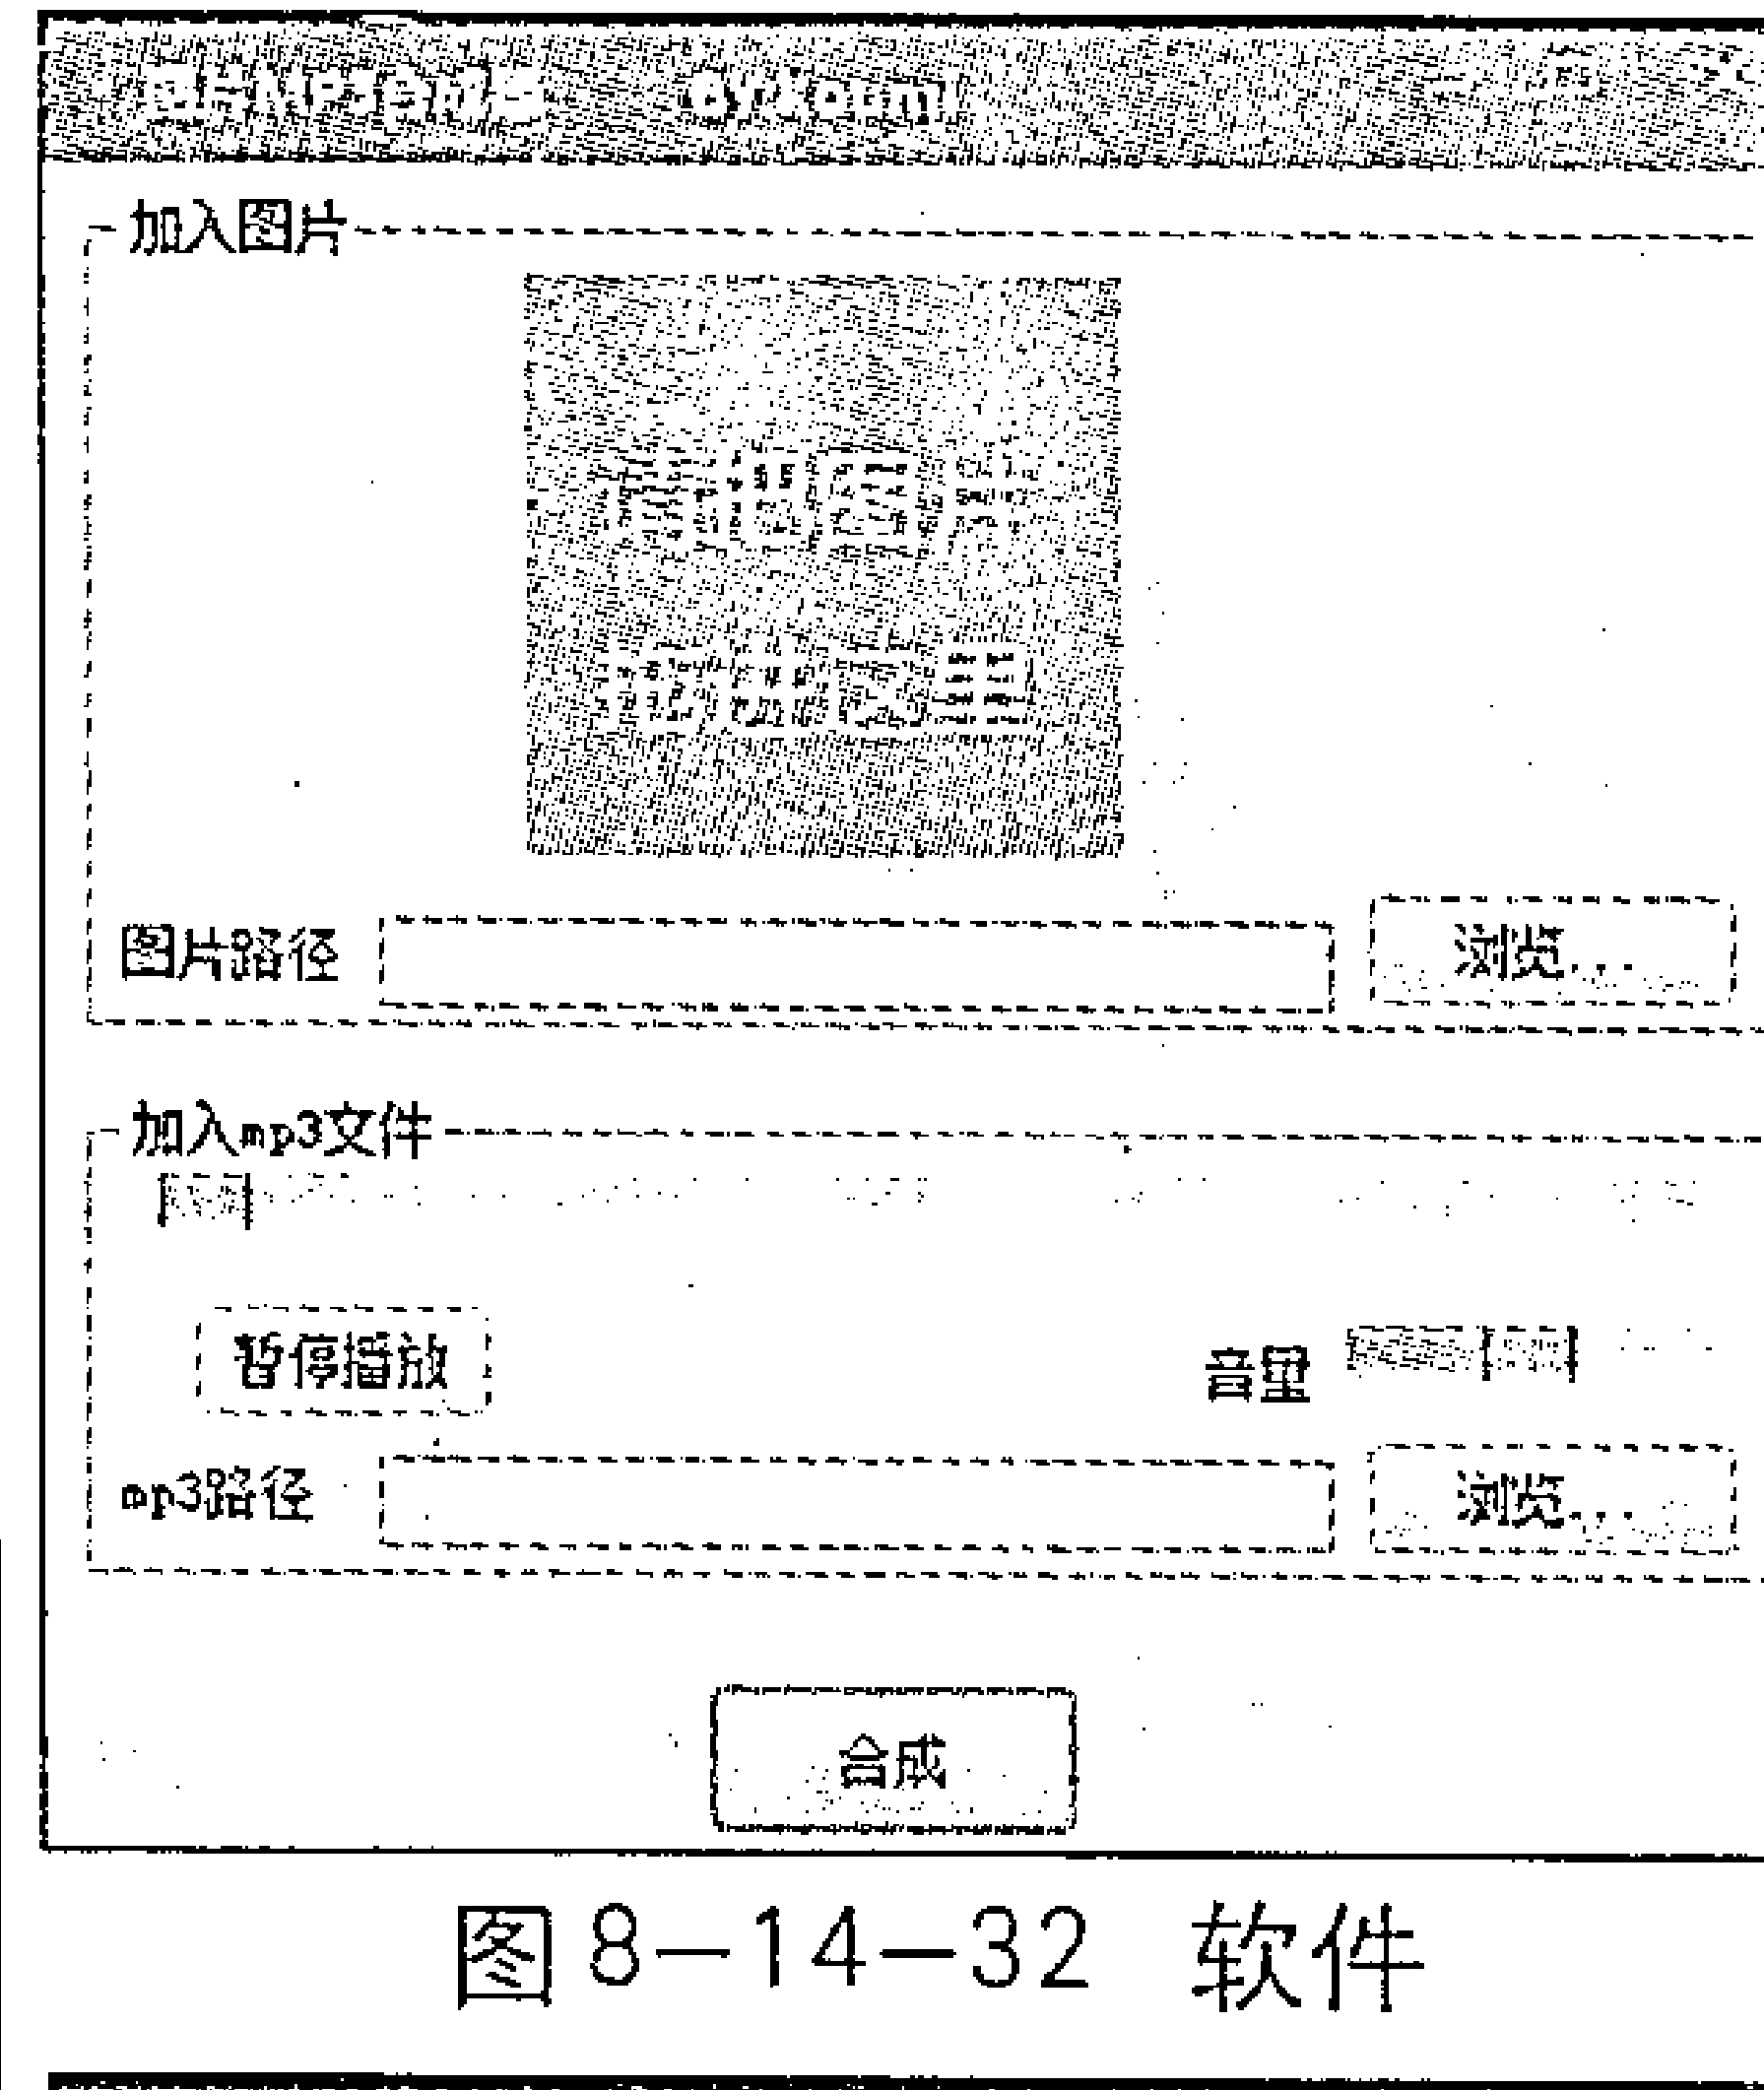 加入图片
图片路径
浏览...
加入mp3文件
暂停播放
音量
mp3路径
浏览...
合成
图8-14-32 软件